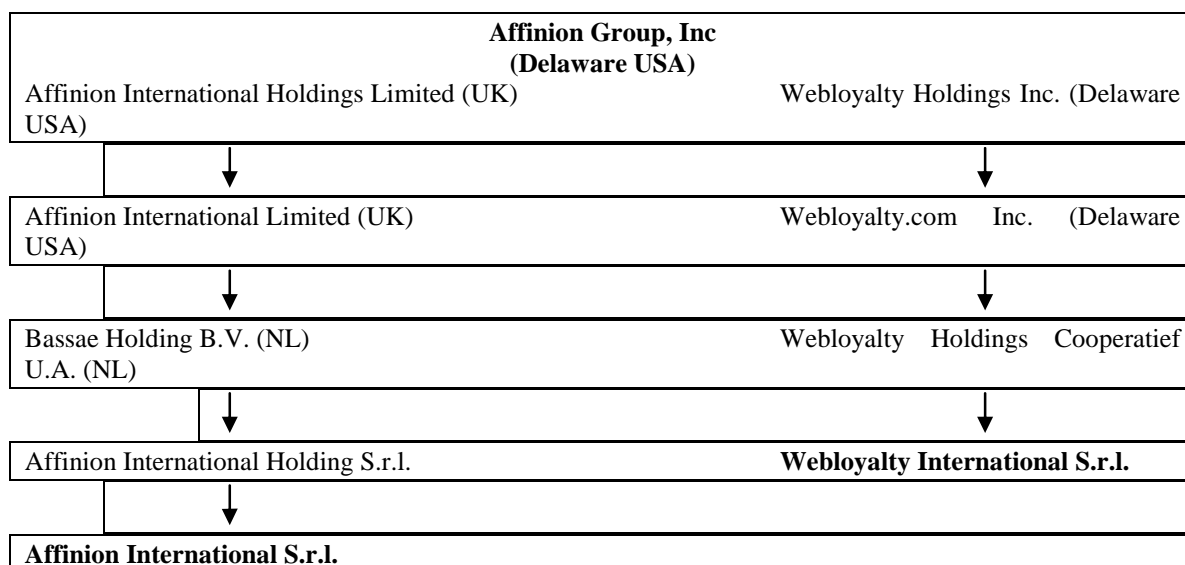 Affinion Group, Inc
(Delaware USA)
Affinion International Holdings Limited (UK) Webloyalty Holdings Inc. (Delaware
USA)
Affinion International Limited (UK) Webloyalty.com Inc. (Delaware
USA)
Bassae Holding B.V. (NL) Webloyalty Holdings Cooperatief
U.A. (NL)
Affinion International Holding S.r.l. Webloyalty International S.r.l.
Affinion International S.r.l.